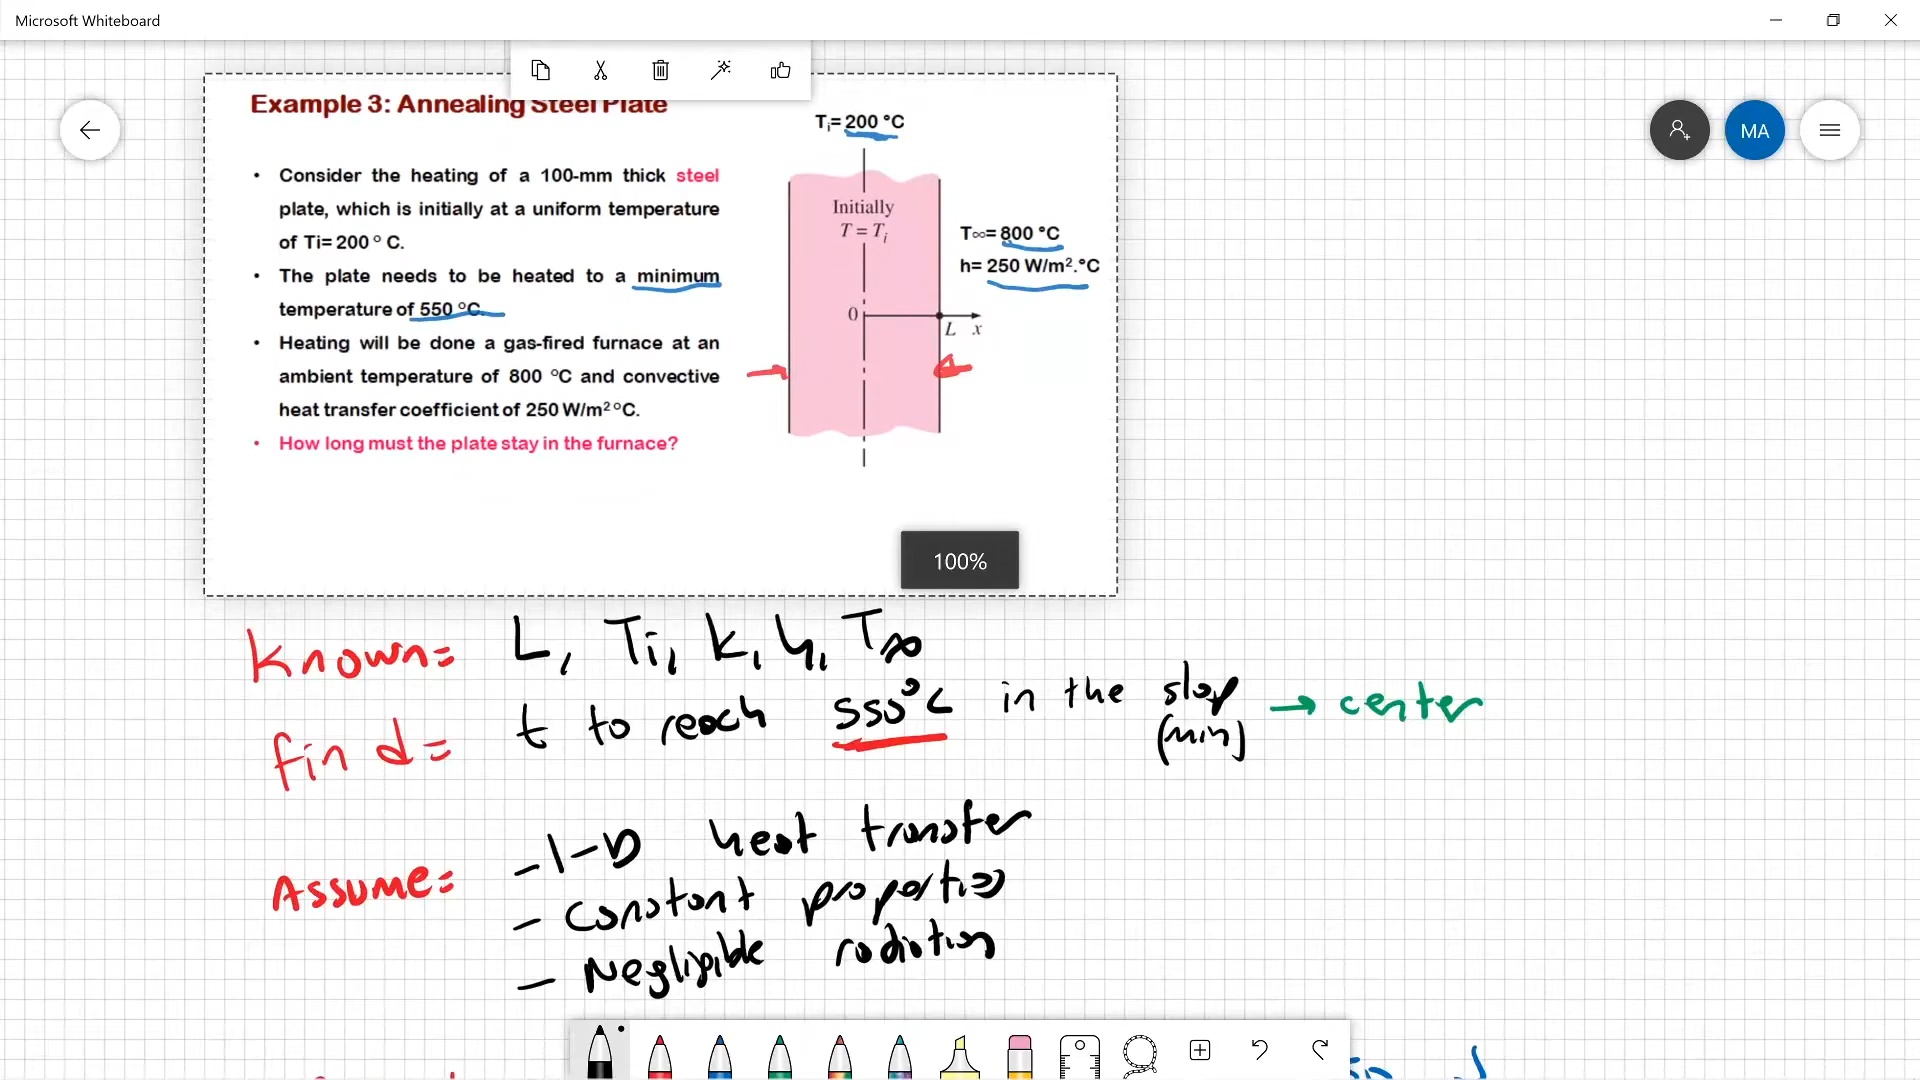 Microsoft Whiteboard
Example 3: Annealing Steel Plate
• Consider the heating of a 100-mm thick steel
plate, which is initially at a uniform temperature
of Ti= 200 ° C.
• The plate needs to be heated to a minimum
temperature of 550 °C.
• Heating will be done a gas-fired furnace at an
ambient temperature of 800 °C and convective
heat transfer coefficient of 250 W/m² °C.
• How long must the plate stay in the furnace?
Ti= 200 °C
Initially
T = Ti
T∞= 800 °C
h= 250 W/m².°C
0
L x
MA
100%
Known= L, Ti, k, h, T∞
find= t to reach 550°C in the slap → center
(min)
Assume= - 1-D heat transfer
- Constant properties
- Negligible radiation